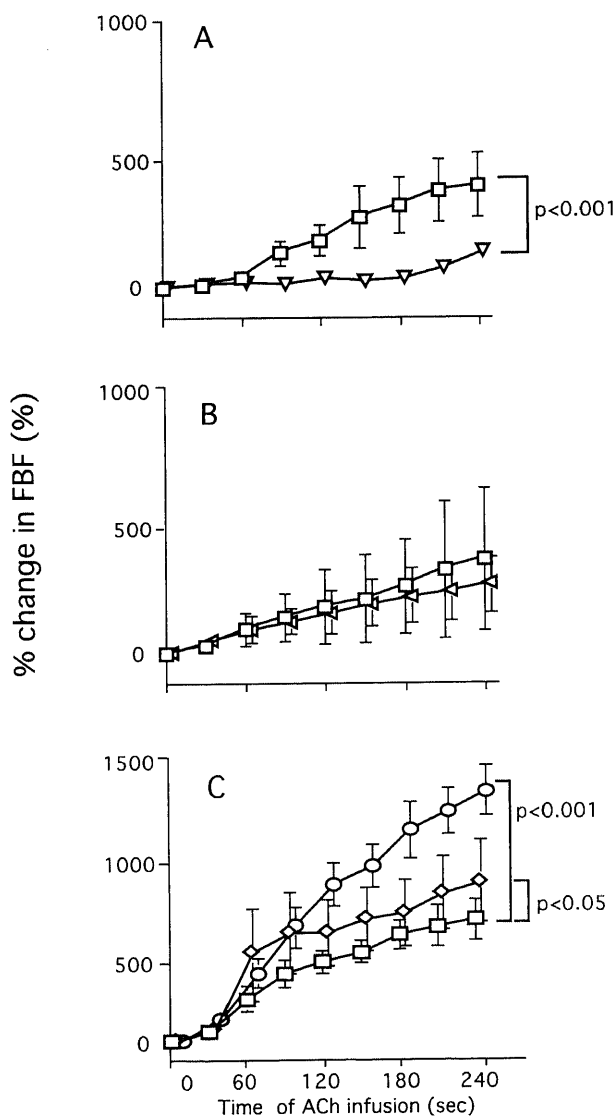 1000
A
500
p<0.001
0
% change in FBF (%)
1000
B
500
0
1500
C
p<0.001
1000
p<0.05
500
0
0 60 120 180 240
Time of ACh infusion (sec)